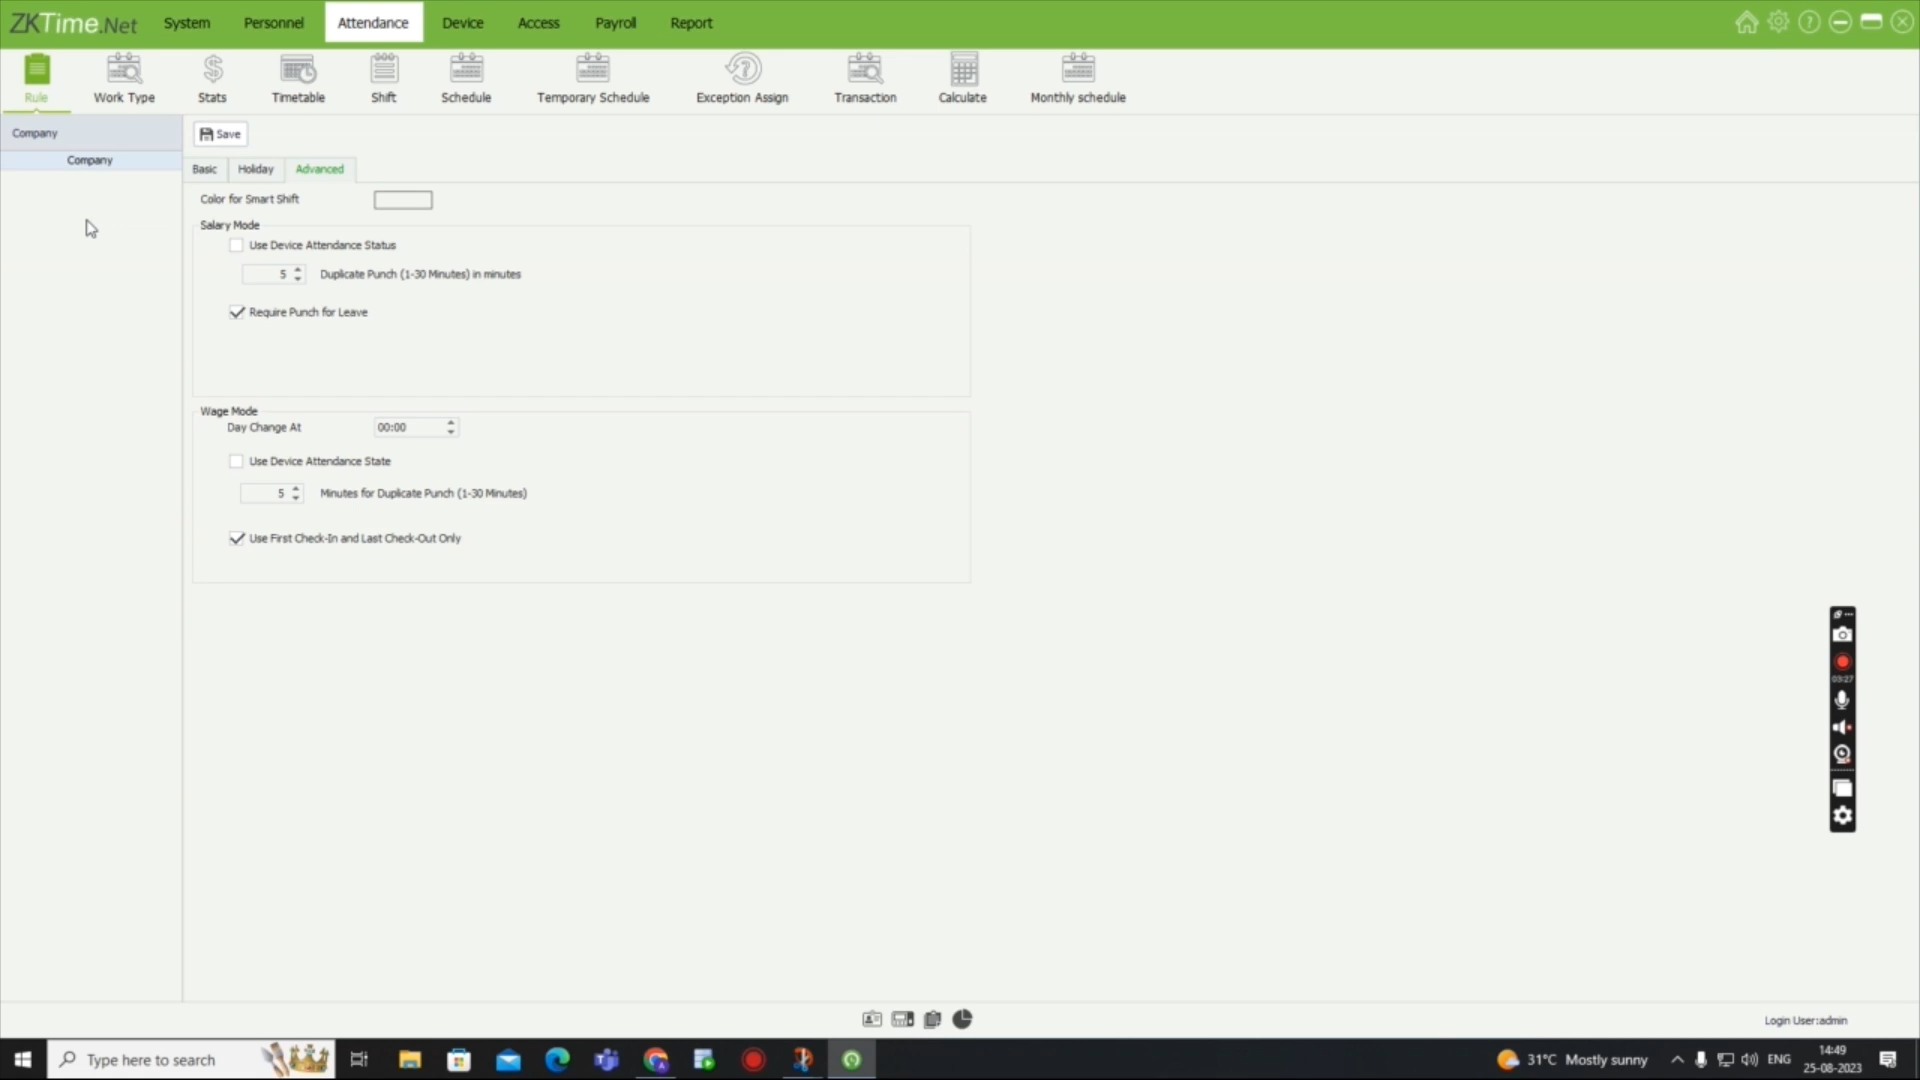 ZKTime.Net System Personnel Attendance Device Access Payroll Report
Rule Work Type Stats Timetable Shift Schedule Temporary Schedule Exception Assign Transaction Calculate Monthly schedule
Company
Save
Company
Basic Holiday Advanced
Color for Smart Shift
Salary Mode
Use Device Attendance Status
5 Duplicate Punch (1-30 Minutes) in minutes
Require Punch for Leave
Wage Mode
Day Change At 00:00
Use Device Attendance State
5 Minutes for Duplicate Punch (1-30 Minutes)
Use First Check-In and Last Check-Out Only
03:27
Login User:admin
Type here to search
31°C Mostly sunny
ENG
14:49
25-08-2023